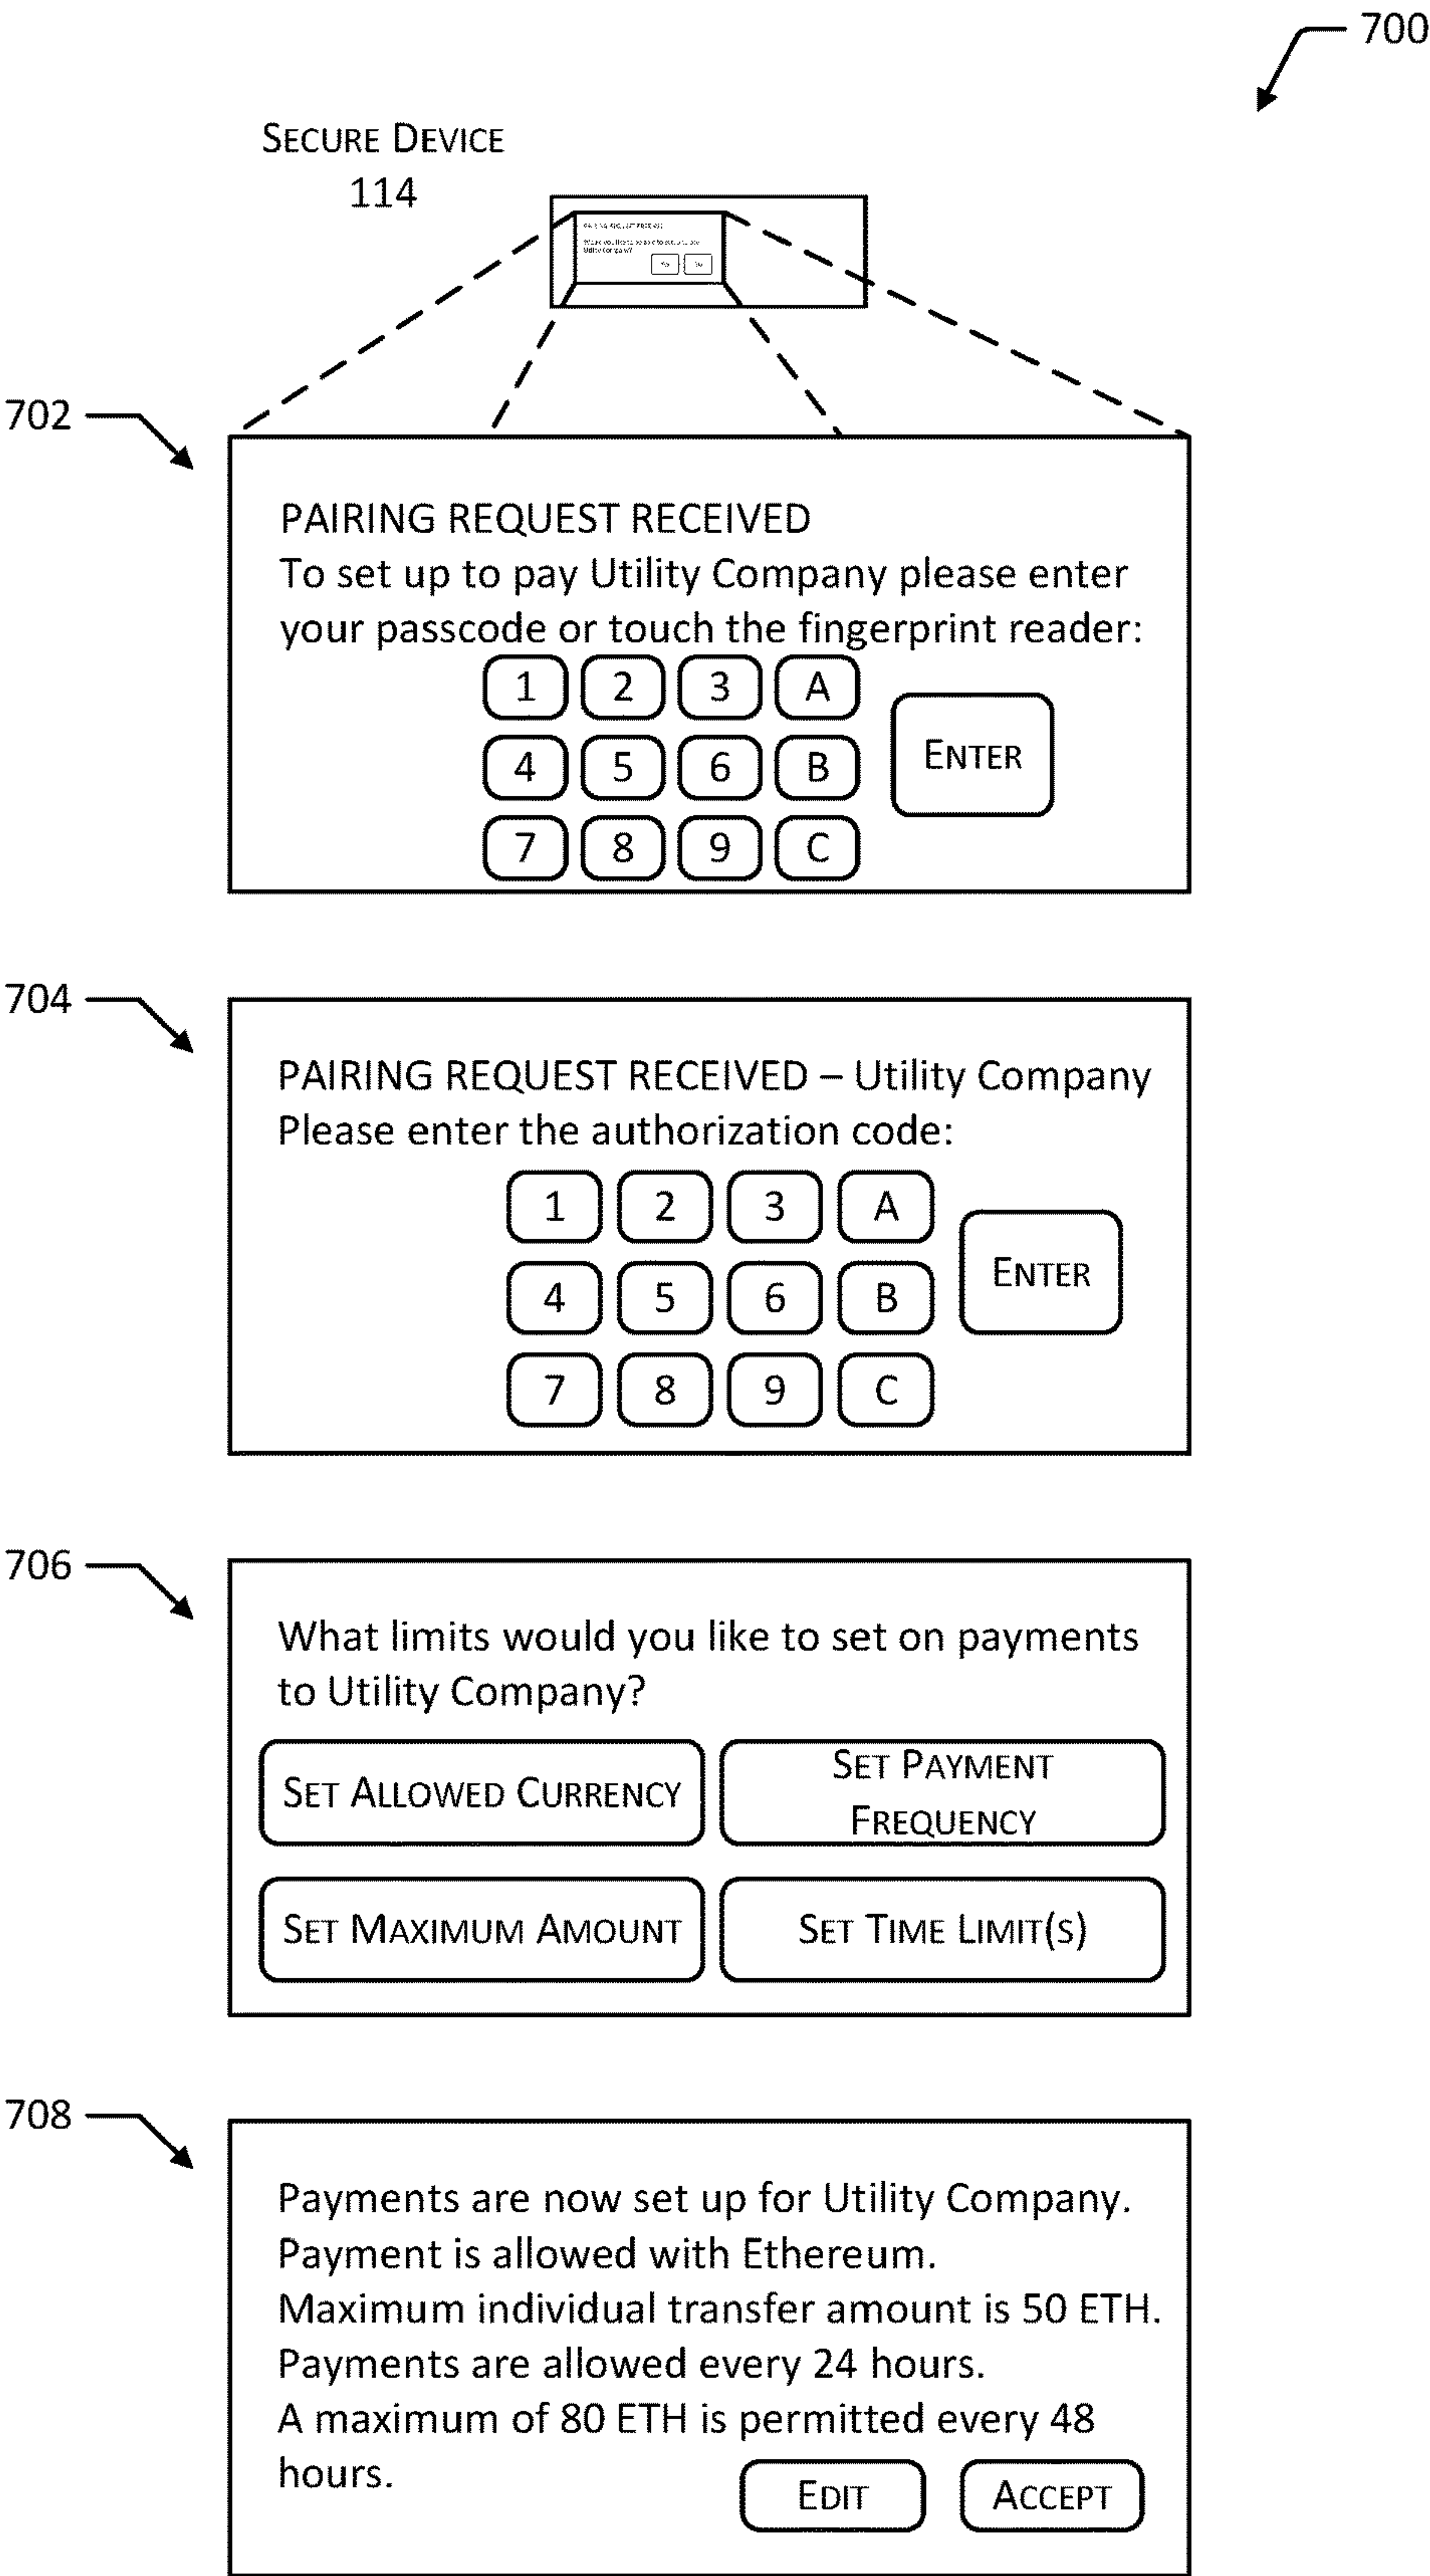 700
SECURE DEVICE
114
702
PAIRING REQUEST RECEIVED
To set up to pay Utility Company please enter
your passcode or touch the fingerprint reader:
1 2 3 A
4 5 6 B
7 8 9 C
ENTER
704
PAIRING REQUEST RECEIVED – Utility Company
Please enter the authorization code:
1 2 3 A
4 5 6 B
7 8 9 C
ENTER
706
What limits would you like to set on payments
to Utility Company?
SET ALLOWED CURRENCY
SET PAYMENT
FREQUENCY
SET MAXIMUM AMOUNT
SET TIME LIMIT(S)
708
Payments are now set up for Utility Company.
Payment is allowed with Ethereum.
Maximum individual transfer amount is 50 ETH.
Payments are allowed every 24 hours.
A maximum of 80 ETH is permitted every 48
hours.
EDIT
ACCEPT